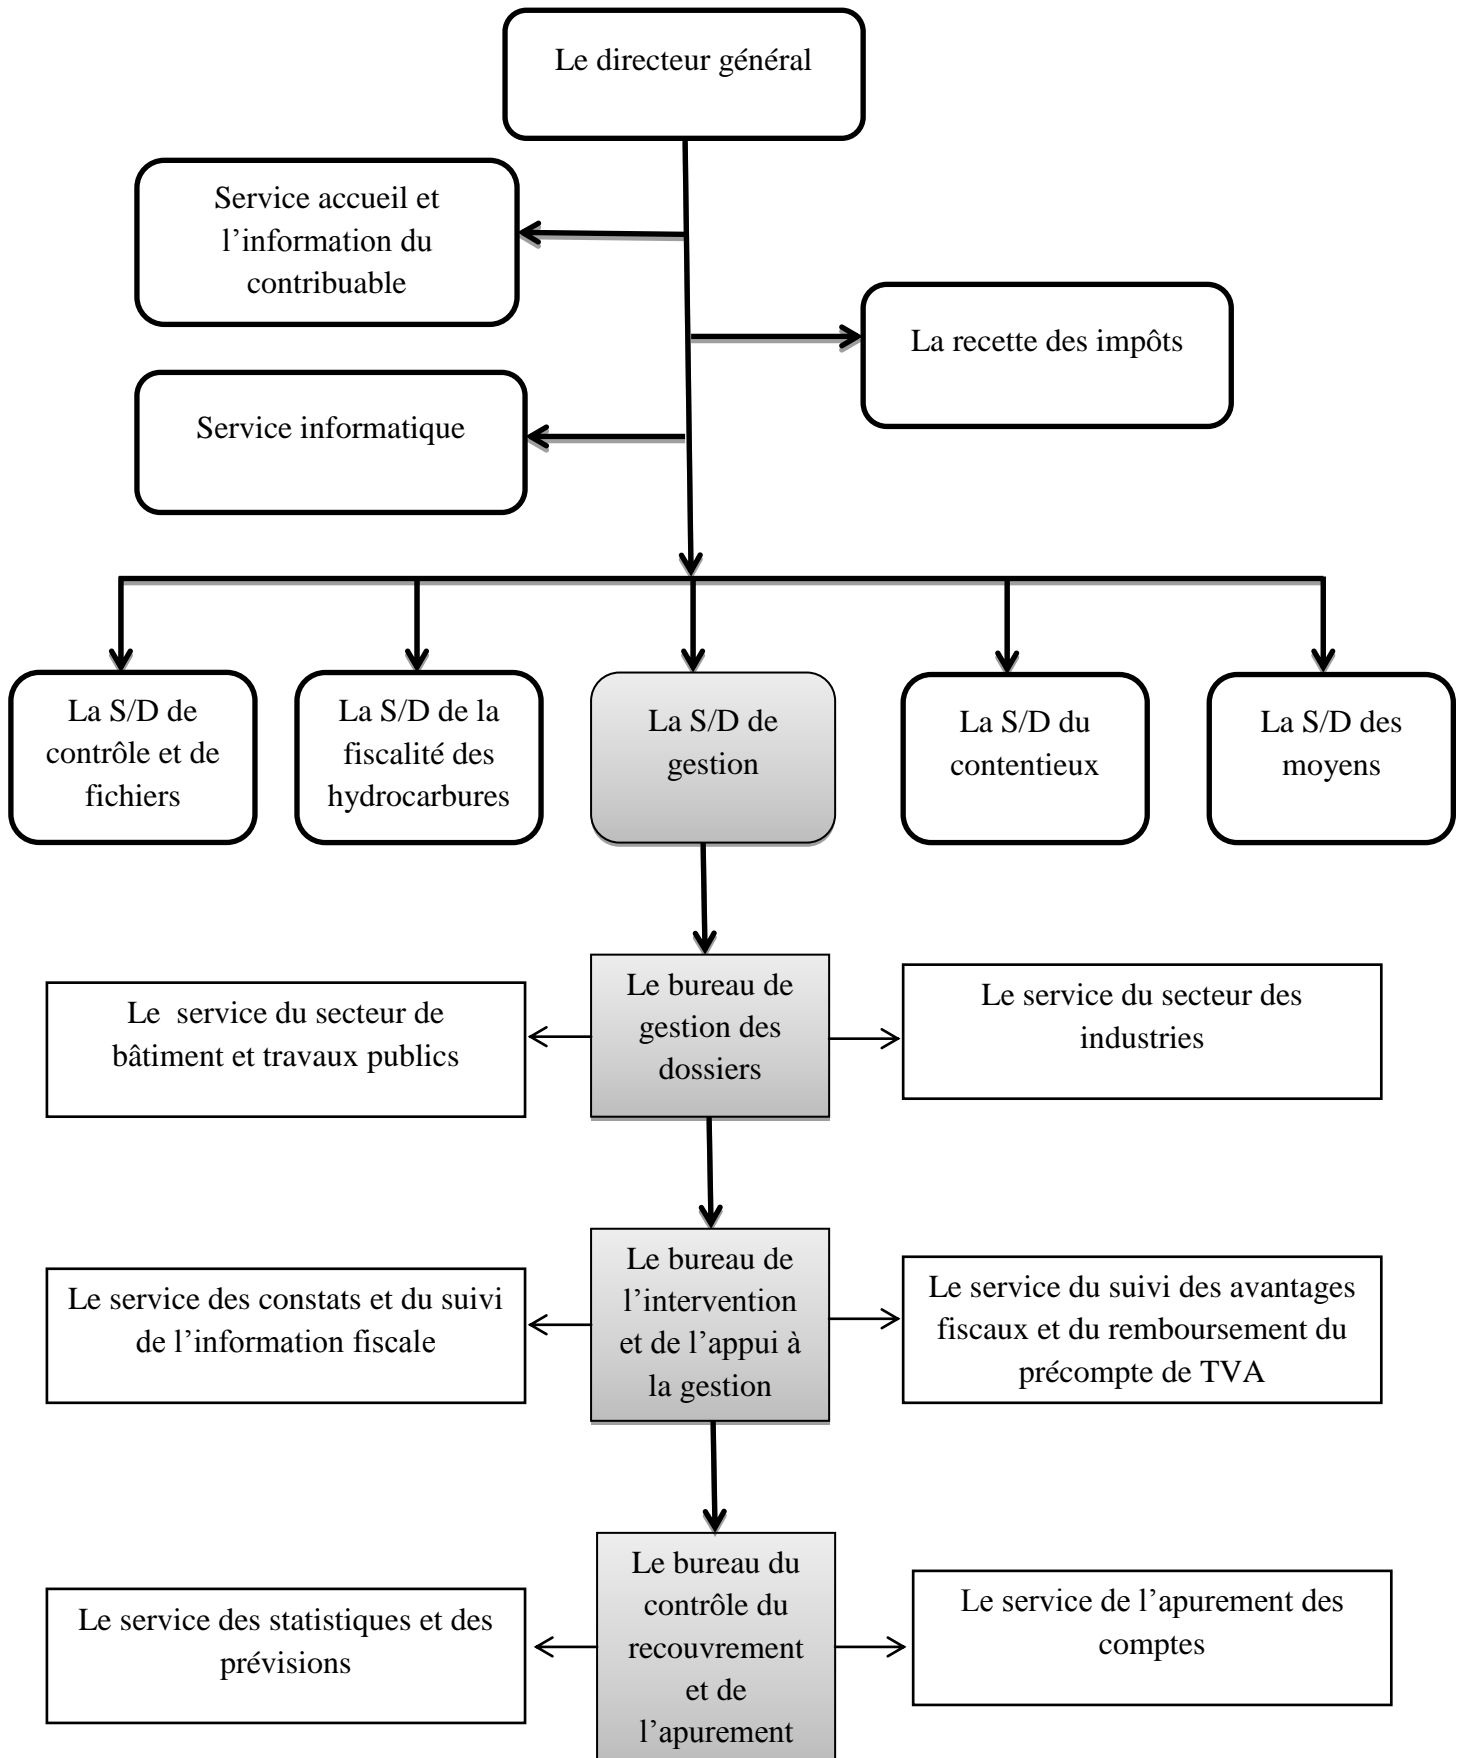 Le directeur général
Service accueil et
l’information du
contribuable
La recette des impôts
Service informatique
La S/D de
contrôle et de
fichiers
La S/D de la
fiscalité des
hydrocarbures
La S/D de
gestion
La S/D du
contentieux
La S/D des
moyens
Le service du secteur de
bâtiment et travaux publics
Le bureau de
gestion des
dossiers
Le service du secteur des
industries
Le service des constats et du suivi
de l’information fiscale
Le bureau de
l’intervention
et de l’appui à
la gestion
Le service du suivi des avantages
fiscaux et du remboursement du
précompte de TVA
Le service des statistiques et des
prévisions
Le bureau du
contrôle du
recouvrement
et de
l’apurement
Le service de l’apurement des
comptes